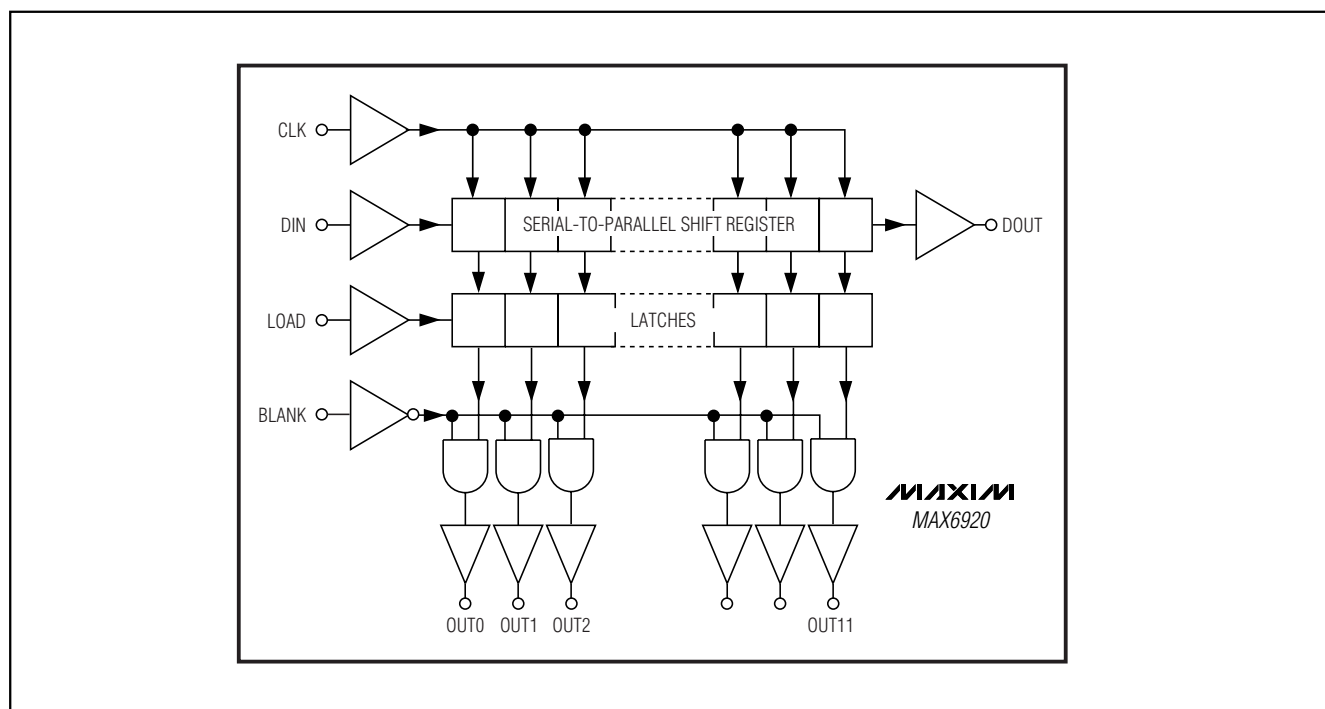 CLK
DIN
SERIAL-TO-PARALLEL SHIFT REGISTER
DOUT
LOAD
LATCHES
BLANK
MAXIM
MAX6920
OUT0 OUT1 OUT2 OUT11